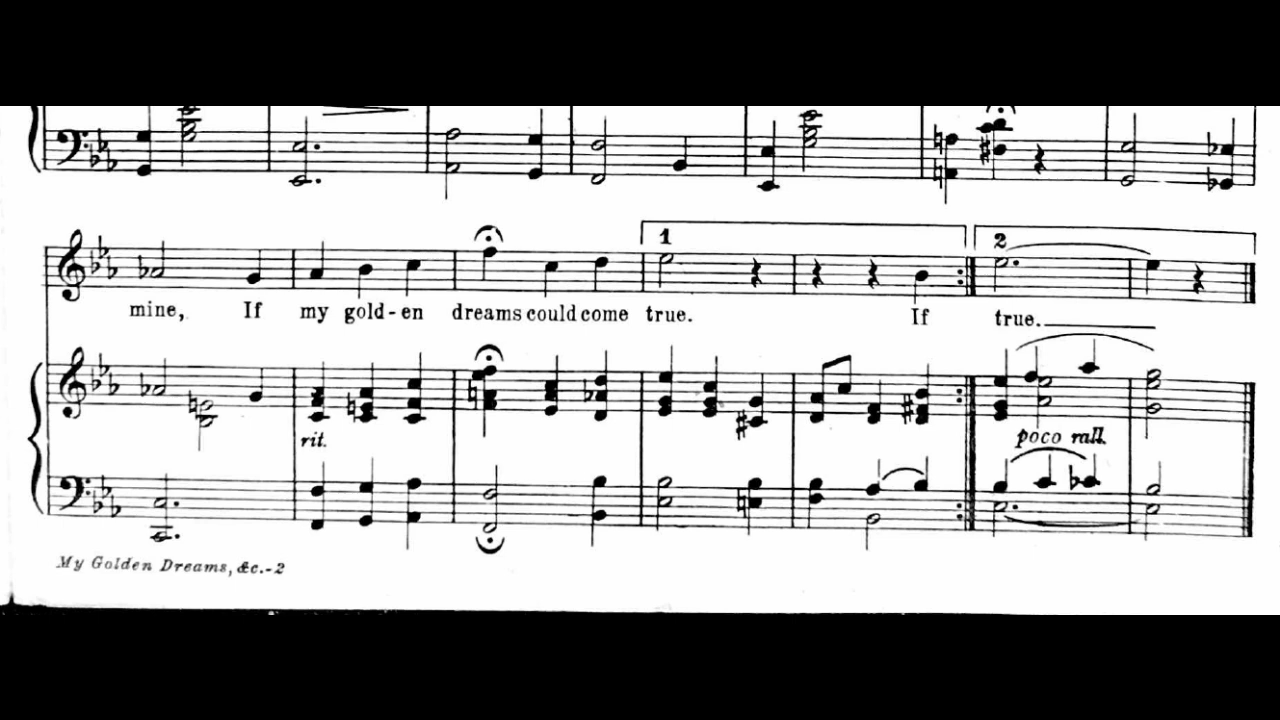 1
2
mine, If my gold-en dreams could come true. If true.
rit.
poco rall.
My Golden Dreams, &c.-2